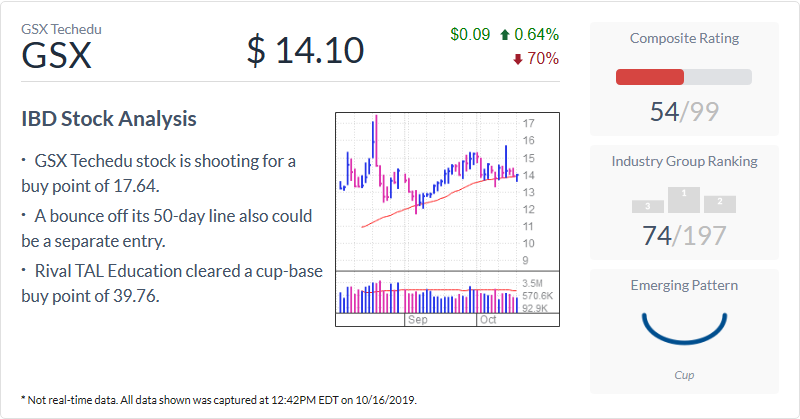 GSX Techedu
GSX
$ 14.10
$0.09 0.64%
70%
IBD Stock Analysis
· GSX Techedu stock is shooting for a
buy point of 17.64.
· A bounce off its 50-day line also could
be a separate entry.
· Rival TAL Education cleared a cup-base
buy point of 39.76.
17
16
15
14
13
12
11
10
9
3.5M
570.6K
92.9K
Sep Oct
Composite Rating
54/99
Industry Group Ranking
3 1 2
74/197
Emerging Pattern
Cup
* Not real-time data. All data shown was captured at 12:42PM EDT on 10/16/2019.